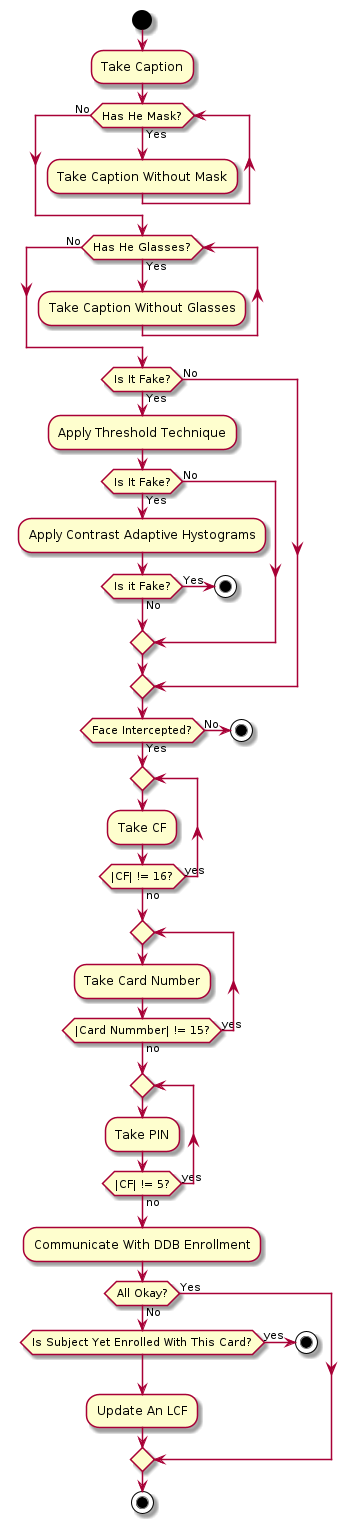 Take Caption
No
Has He Mask?
Yes
Take Caption Without Mask
No
Has He Glasses?
Yes
Take Caption Without Glasses
Is It Fake?
No
Yes
Apply Threshold Technique
Is It Fake?
No
Yes
Apply Contrast Adaptive Hystograms
Is it Fake?
Yes
No
Face Intercepted?
No
Yes
Take CF
|CF| != 16?
yes
no
Take Card Number
|Card Nummber| != 15?
yes
no
Take PIN
|CF| != 5?
yes
no
Communicate With DDB Enrollment
All Okay?
Yes
No
Is Subject Yet Enrolled With This Card?
yes
Update An LCF